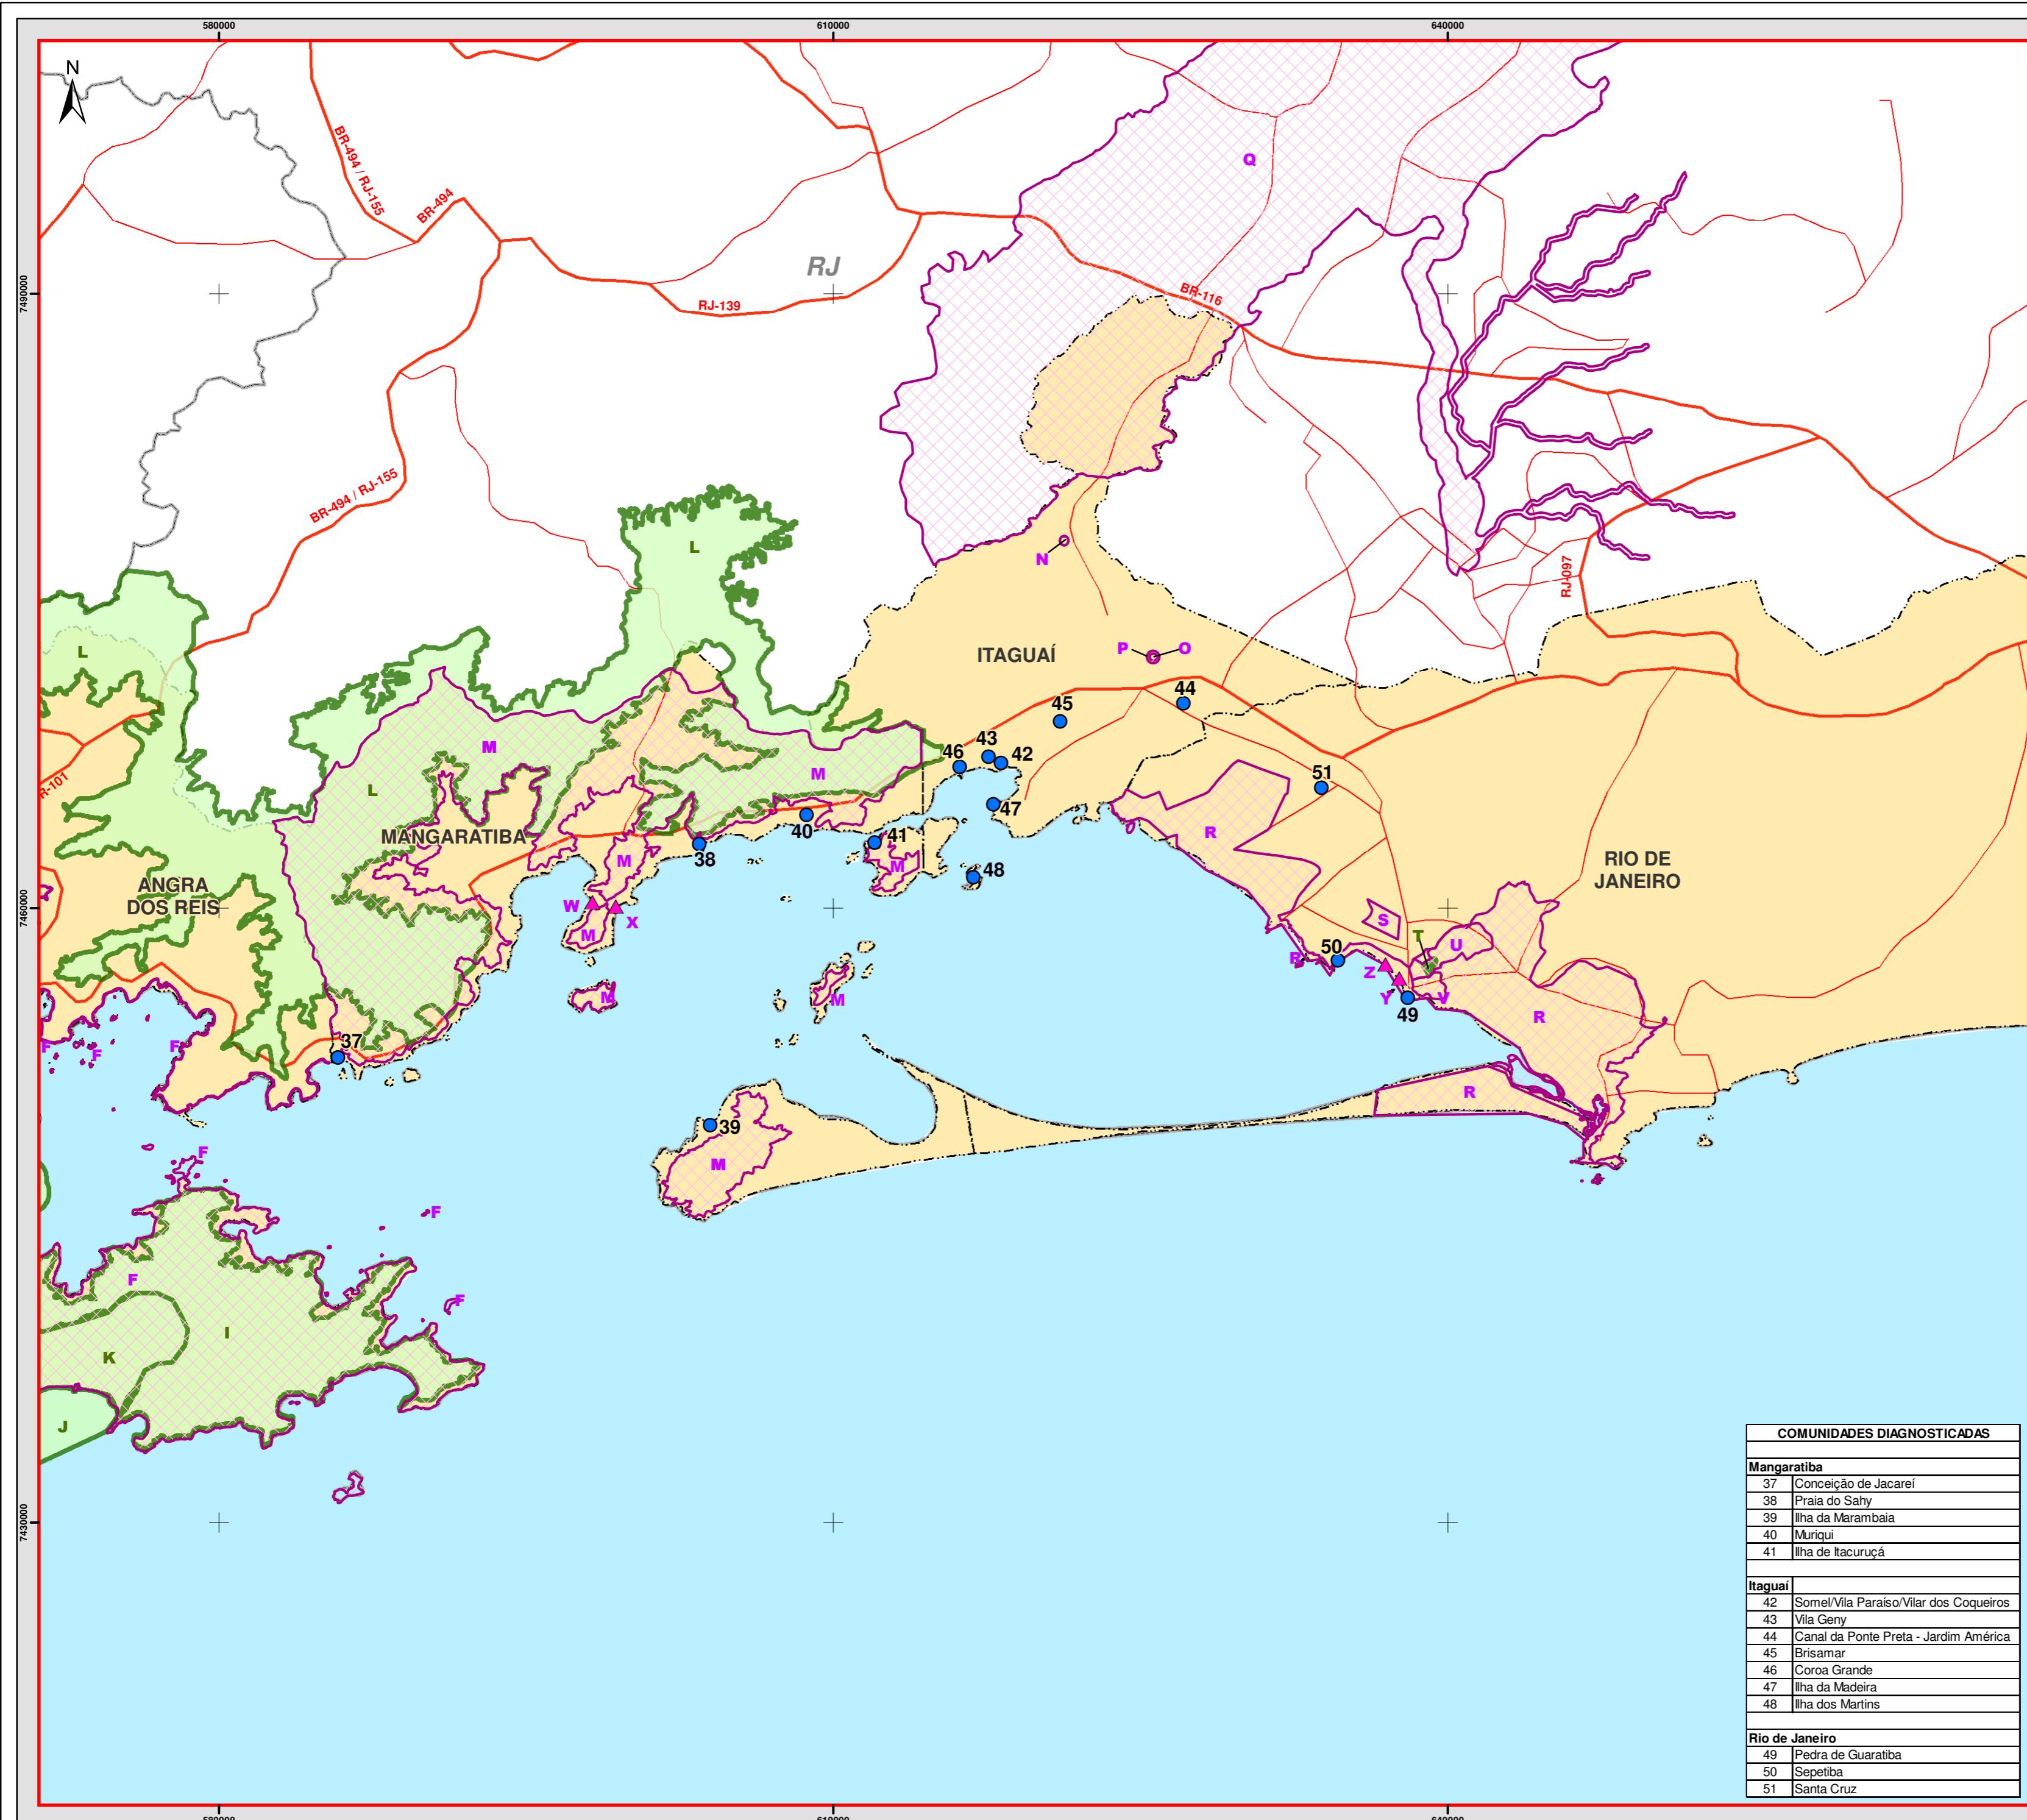 580000
610000
640000
N
Q
BR-494 / RJ-155
BR-494
RJ
7490000
BR-116
RJ-139
BR-494 / RJ-155
L
N
RJ-097
L
ITAGUAÍ
P
O
44
45
M
43
46
42
M
51
L
R-101
47
MANGARATIBA
40
41
R
38
M
M
RIO DE
JANEIRO
48
ANGRA
DOS REIS
7460000
W
X
S
M
T
U
50
R
Z
M
M
Y
V
49
R
F
F
F
37
R
39
M
F
F
F
F
I
K
J
7430000
COMUNIDADES DIAGNOSTICADAS
Mangaratiba
37 Conceição de Jacareí
38 Praia do Sahy
39 Ilha da Marambaia
40 Muriqui
41 Ilha de Itacuruçá
Itaguaí
42 Somel/Vila Paraíso/Vilar dos Coqueiros
43 Vila Geny
44 Canal da Ponte Preta - Jardim América
45 Brisamar
46 Coroa Grande
47 Ilha da Madeira
48 Ilha dos Martins
Rio de Janeiro
49 Pedra de Guaratiba
50 Sepetiba
51 Santa Cruz
580000
610000
640000